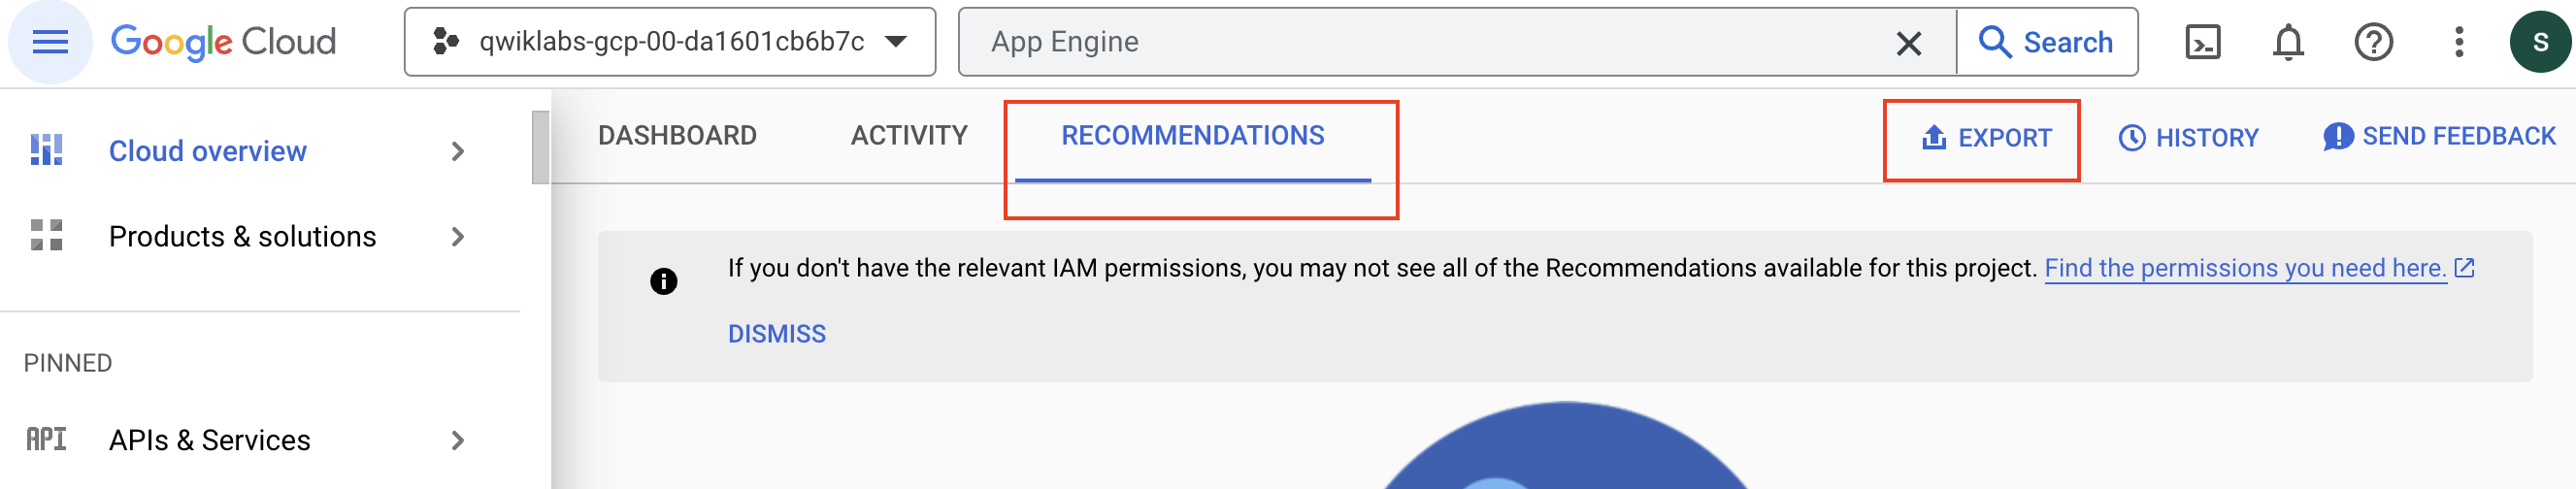 Google Cloud
qwiklabs-gcp-00-da1601cb6b7c
App Engine
Search
S
Cloud overview
Products & solutions
PINNED
API
APIs & Services
DASHBOARD
ACTIVITY
RECOMMENDATIONS
EXPORT
HISTORY
SEND FEEDBACK
If you don't have the relevant IAM permissions, you may not see all of the Recommendations available for this project. Find the permissions you need here.
DISMISS